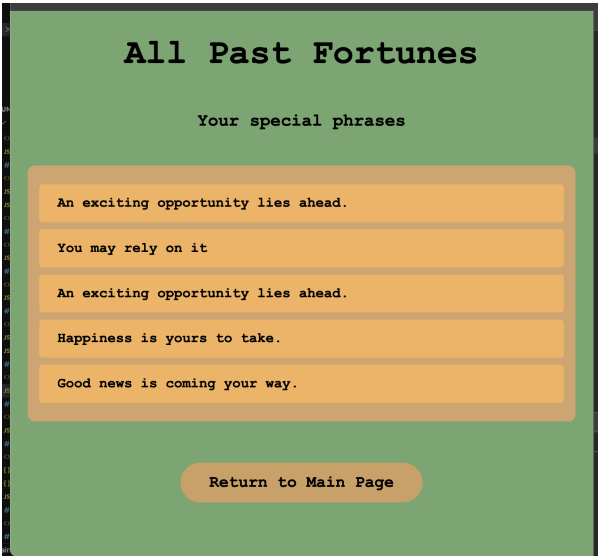 All Past Fortunes
Your special phrases
An exciting opportunity lies ahead.
You may rely on it
An exciting opportunity lies ahead.
Happiness is yours to take.
Good news is coming your way.
Return to Main Page